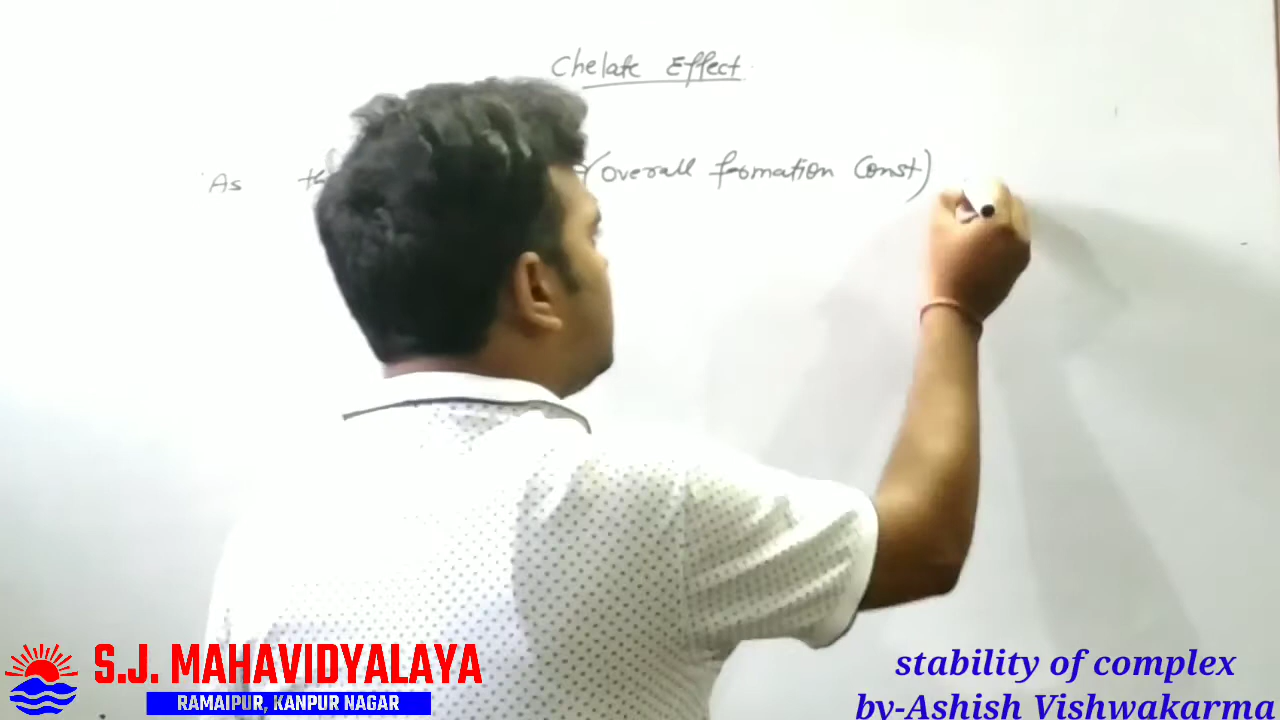 Chelate Effect
As th (overall formation Const)
S.J. MAHAVIDYALAYA
RAMAIPUR, KANPUR NAGAR
stability of complex
by-Ashish Vishwakarma